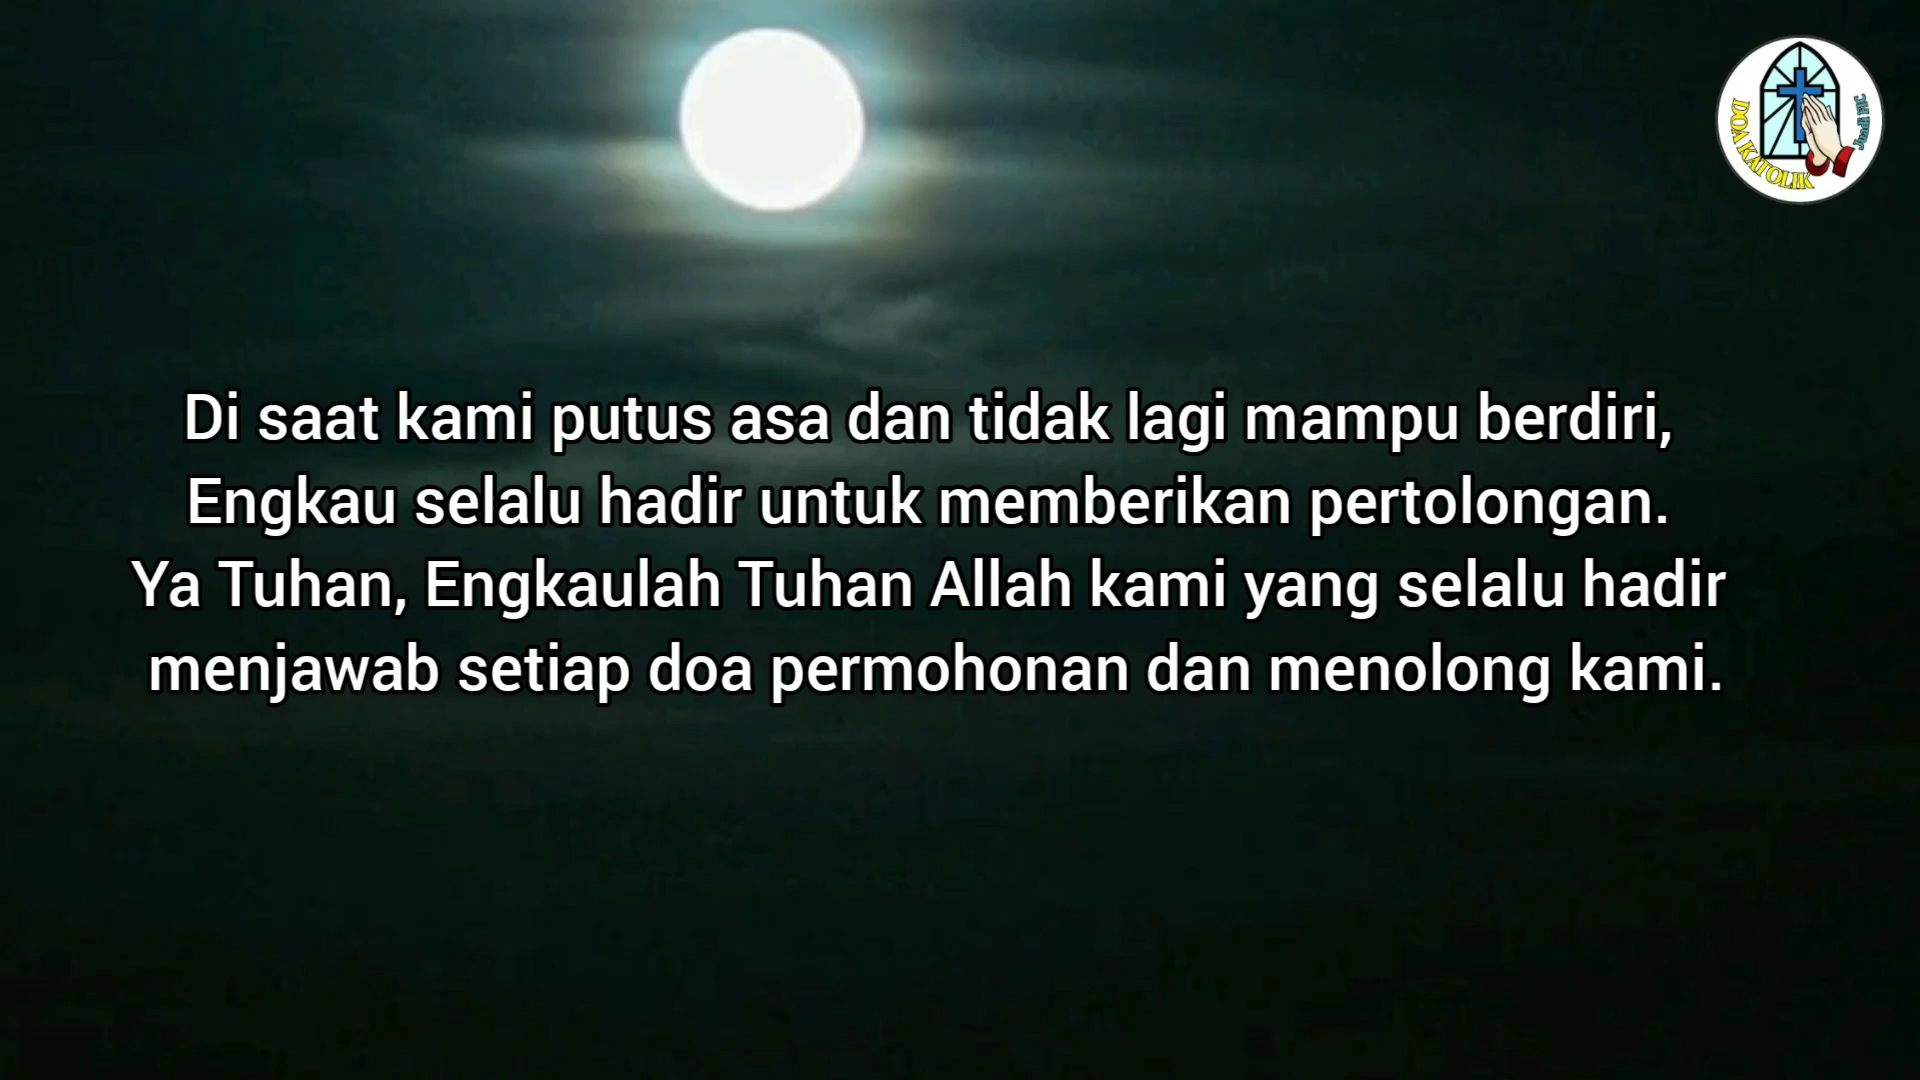 Di saat kami putus asa dan tidak lagi mampu berdiri,
Engkau selalu hadir untuk memberikan pertolongan.
Ya Tuhan, Engkaulah Tuhan Allah kami yang selalu hadir
menjawab setiap doa permohonan dan menolong kami.
DOA KATOLIK